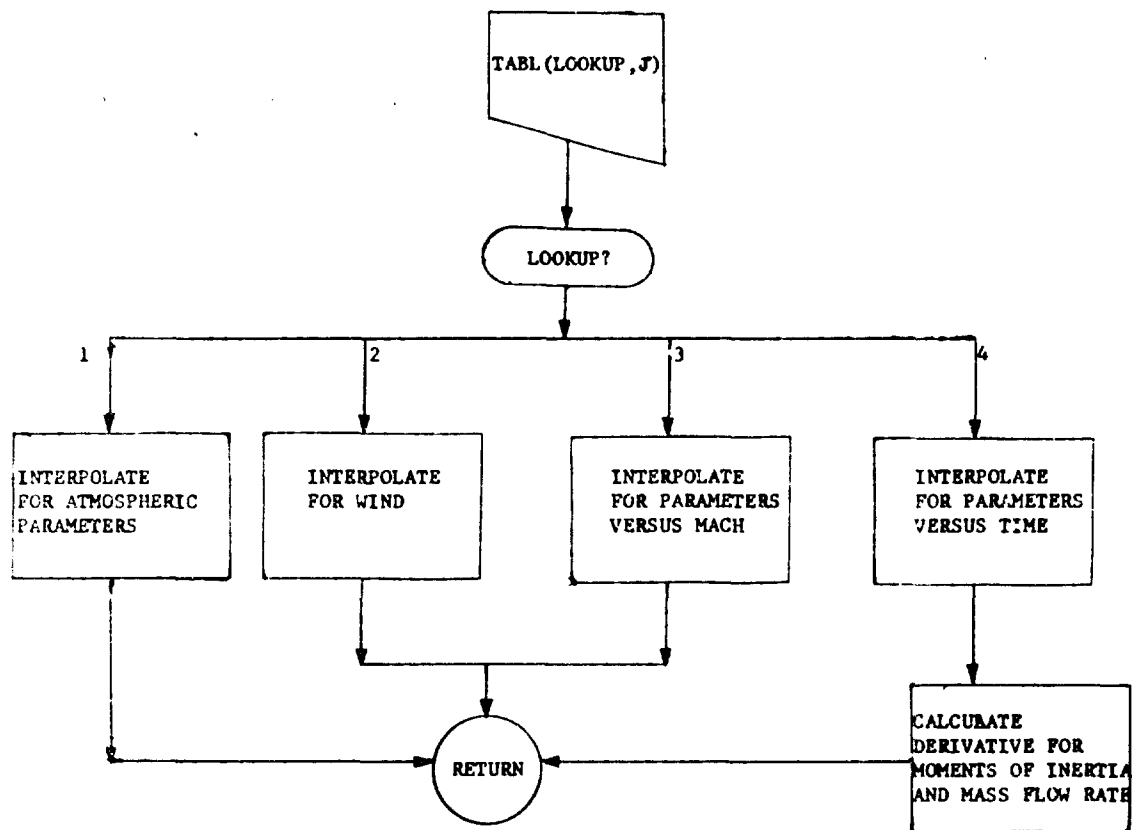 TABL(LOOKUP,J)
LOOKUP?
1
2
3
4
INTERPOLATE
FOR ATMOSPHERIC
PARAMETERS
INTERPOLATE
FOR WIND
INTERPOLATE
FOR PARAMETERS
VERSUS MACH
INTERPOLATE
FOR PARAMETERS
VERSUS TIME
CALCULATE
DERIVATIVE FOR
MOMENTS OF INERTIA
AND MASS FLOW RATE
RETURN